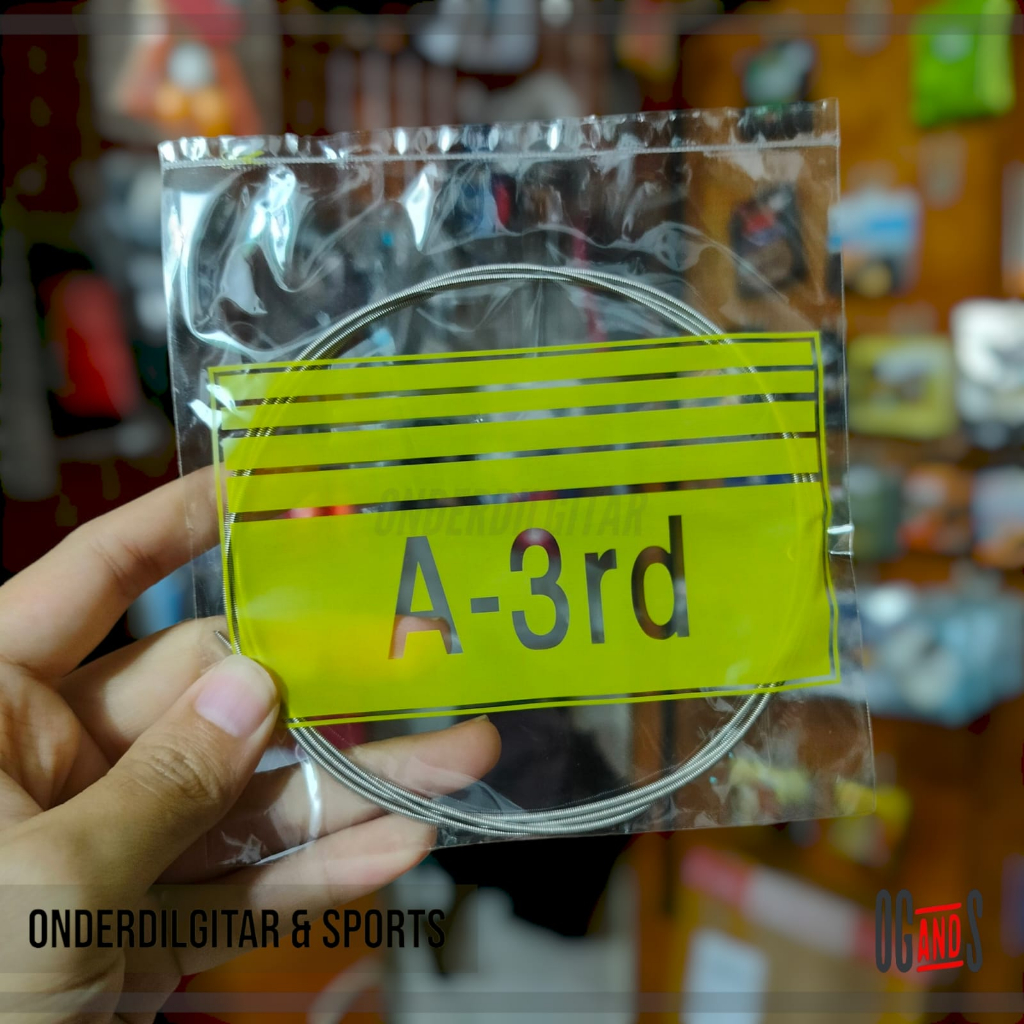 ONDERDILGITAR
A-3rd
ONDERDILGITAR & SPORTS
OG AND S